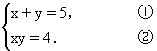 x + y = 5, ①
xy = 4. ②